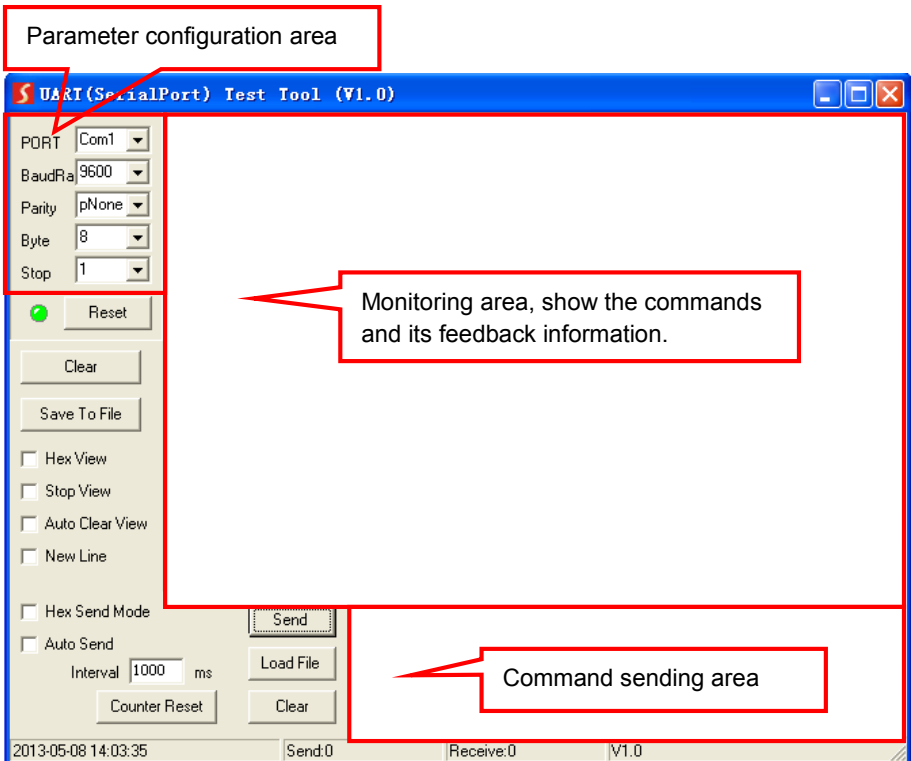 Parameter configuration area
UART(SerialPort) Test Tool (V1.0)
PORT Com1
BaudRa 9600
Parity pNone
Byte 8
Stop 1
Reset
Clear
Save To File
Hex View
Stop View
Auto Clear View
New Line
Monitoring area, show the commands
and its feedback information.
Hex Send Mode
Auto Send
Interval 1000 ms
Counter Reset
Send
Load File
Clear
Command sending area
2013-05-08 14:03:35 Send:0 Receive:0 V1.0